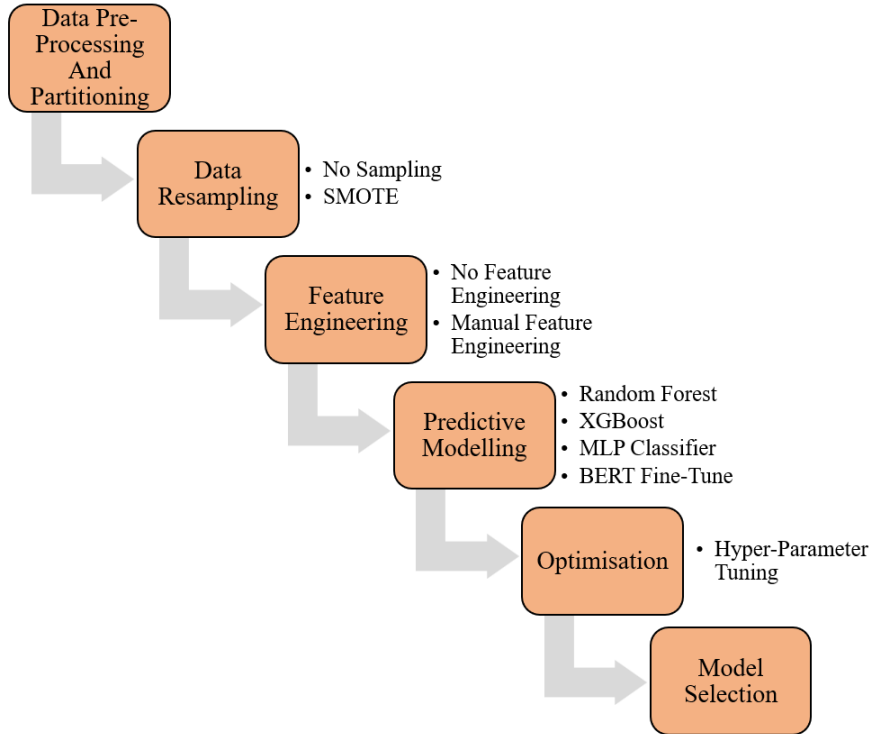 Data Pre-
Processing
And
Partitioning
Data
Resampling
• No Sampling
• SMOTE
Feature
Engineering
• No Feature
Engineering
• Manual Feature
Engineering
Predictive
Modelling
• Random Forest
• XGBoost
• MLP Classifier
• BERT Fine-Tune
Optimisation
• Hyper-Parameter
Tuning
Model
Selection